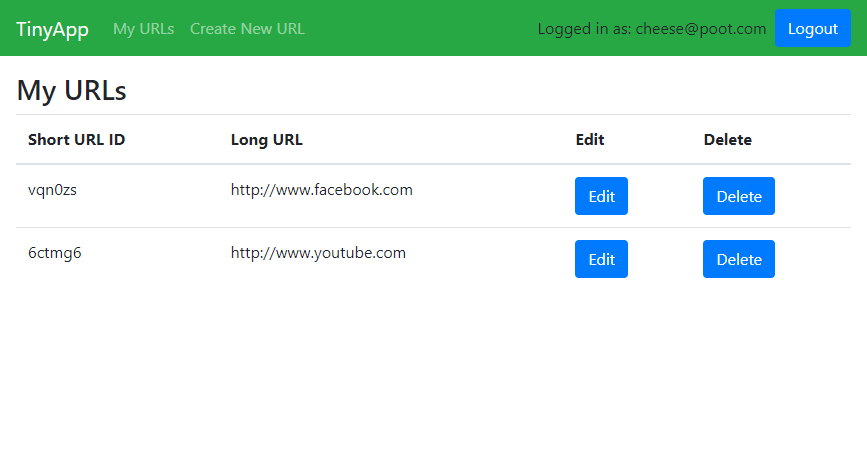 TinyApp My URLs Create New URL Logged in as: cheese@poot.com Logout
My URLs
Short URL ID Long URL Edit Delete
vqn0zs http://www.facebook.com Edit Delete
6ctmg6 http://www.youtube.com Edit Delete